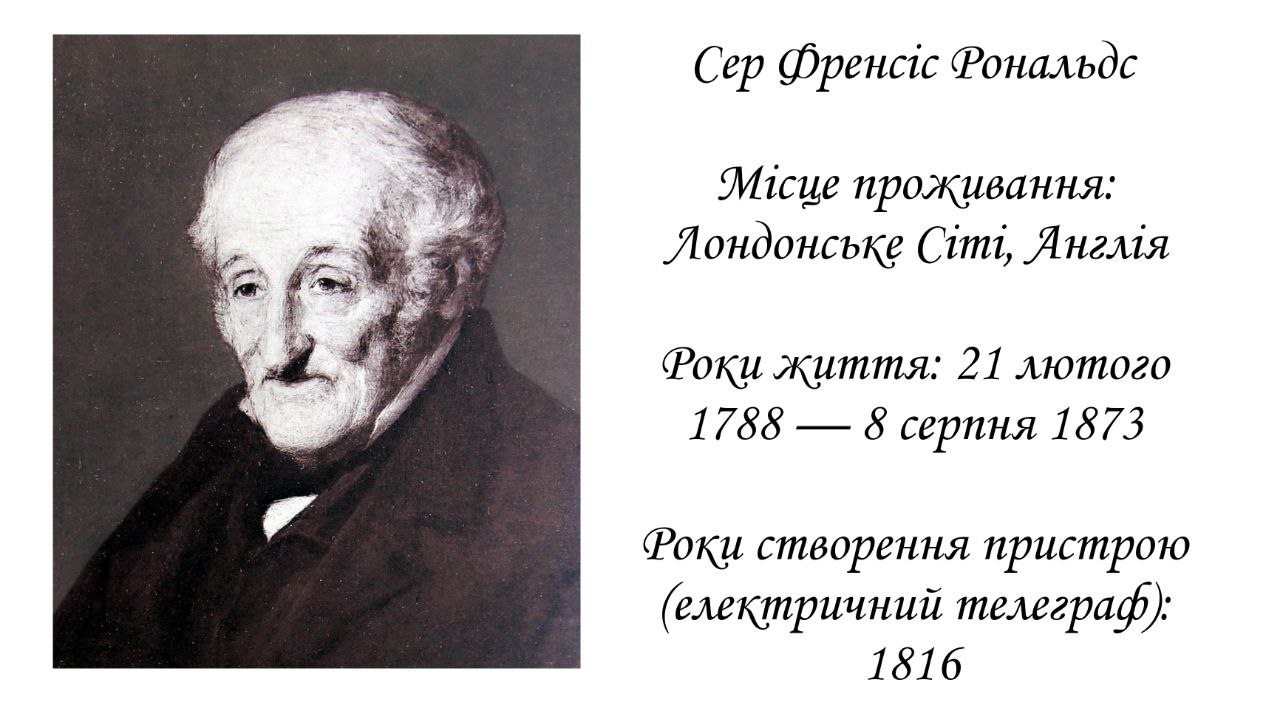 Сер Френсіс Рональдс
Місце проживання:
Лондонське Сіті, Англія
Роки життя: 21 лютого
1788 — 8 серпня 1873
Роки створення пристрою
(електричний телеграф):
1816